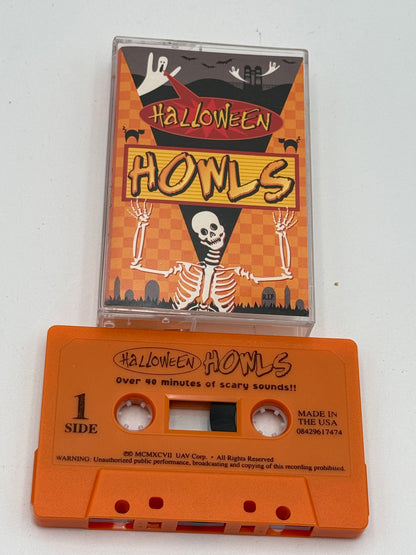 HALLOWEEN
HOWLS
R.I.P
HALLOWEEN HOWLS
Over 40 minutes of scary sounds!!
1
SIDE
MADE IN
THE USA
08429617474
℗© MCMXCVII UAV Corp. • All Rights Reserved
WARNING: Unauthorized public performance, broadcasting and copying of this recording prohibited.